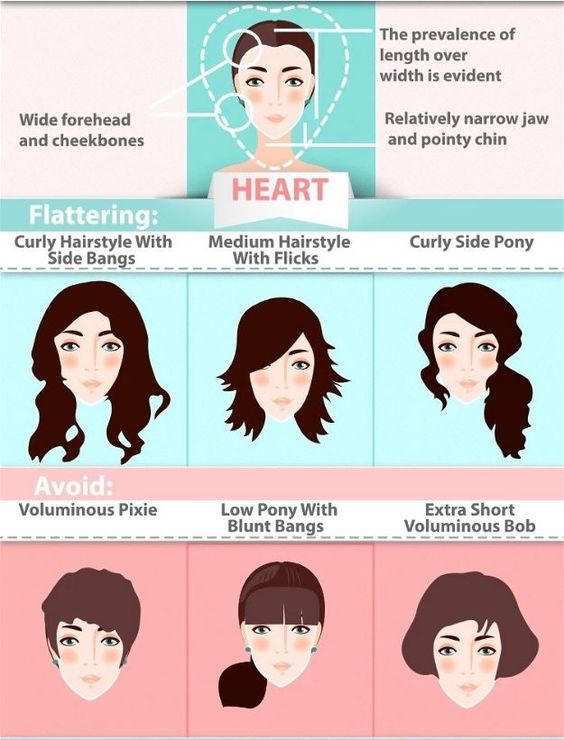 The prevalence of
length over
width is evident
Wide forehead
and cheekbones
Relatively narrow jaw
and pointy chin
HEART
Flattering:
Curly Hairstyle With
Side Bangs
Medium Hairstyle
With Flicks
Curly Side Pony
Avoid:
Voluminous Pixie
Low Pony With
Blunt Bangs
Extra Short
Voluminous Bob